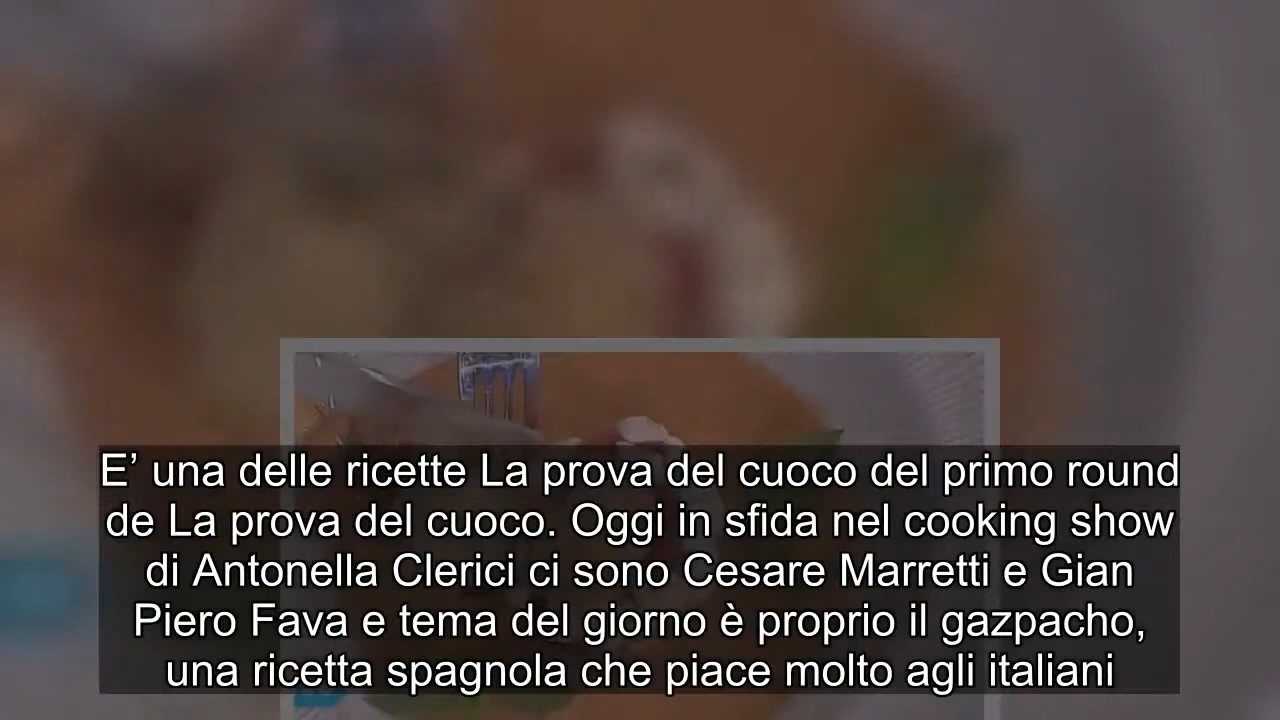 E’ una delle ricette La prova del cuoco del primo round
de La prova del cuoco. Oggi in sfida nel cooking show
di Antonella Clerici ci sono Cesare Marretti e Gian
Piero Fava e tema del giorno è proprio il gazpacho,
una ricetta spagnola che piace molto agli italiani